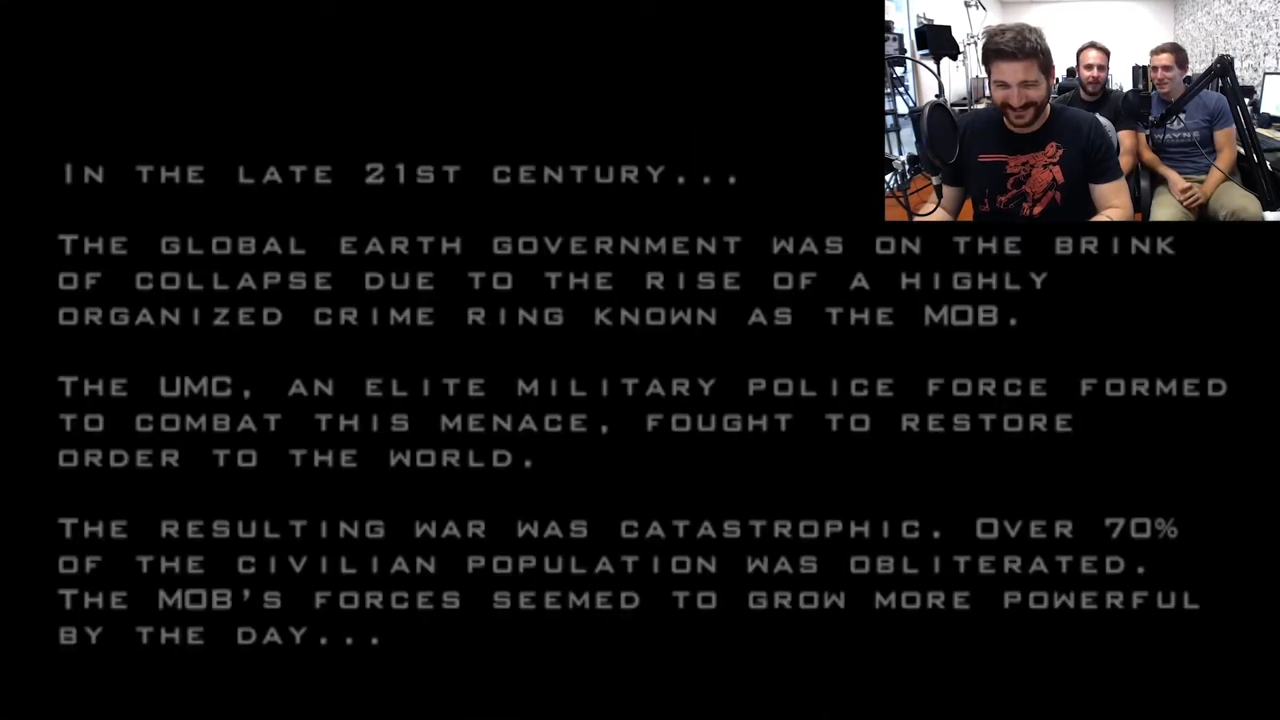 In the late 21st century...
The global Earth government was on the brink
of collapse due to the rise of a highly
organized crime ring known as the MOB.
The UMC, an elite military police force formed
to combat this menace, fought to restore
order to the world.
The resulting war was catastrophic. Over 70%
of the civilian population was obliterated.
The MOB's forces seemed to grow more powerful
by the day...
WAYNE